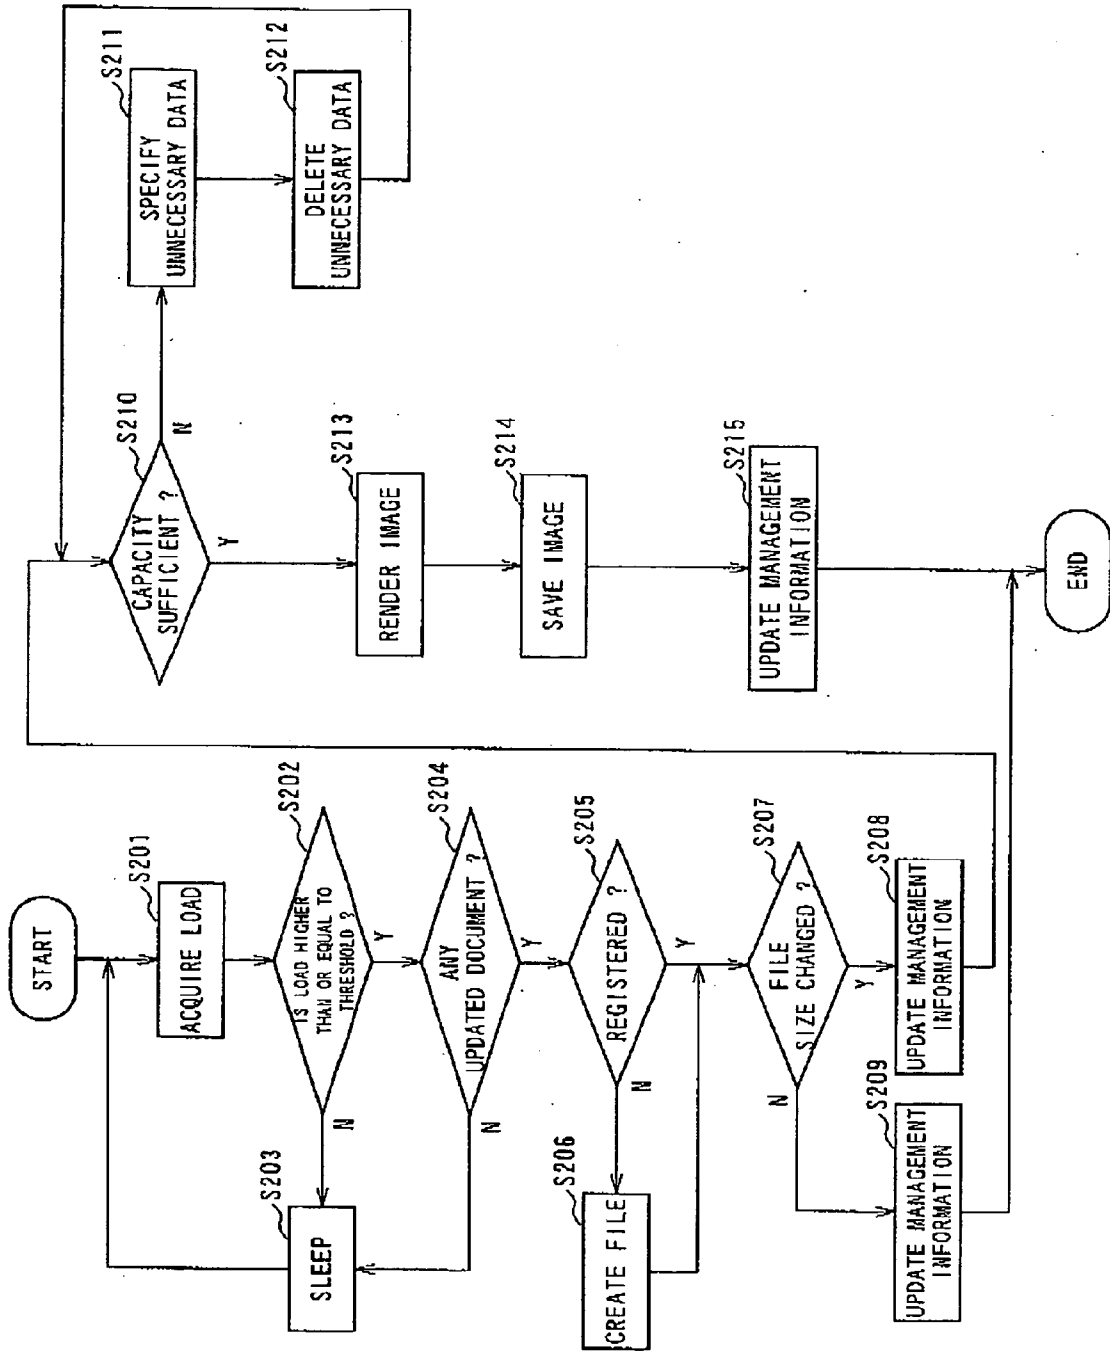 START
S201
ACQUIRE LOAD
S202
IS LOAD HIGHER
THAN OR EQUAL TO
THRESHOLD ?
N
Y
S203
SLEEP
S204
ANY
UPDATED DOCUMENT ?
N
Y
S205
REGISTERED ?
N
Y
S206
CREATE FILE
S207
FILE
SIZE CHANGED ?
N
Y
S208
UPDATE MANAGEMENT
INFORMATION
S209
UPDATE MANAGEMENT
INFORMATION
S210
CAPACITY
SUFFICIENT ?
N
Y
S211
SPECIFY
UNNECESSARY DATA
S212
DELETE
UNNECESSARY DATA
S213
RENDER IMAGE
S214
SAVE IMAGE
S215
UPDATE MANAGEMENT
INFORMATION
END